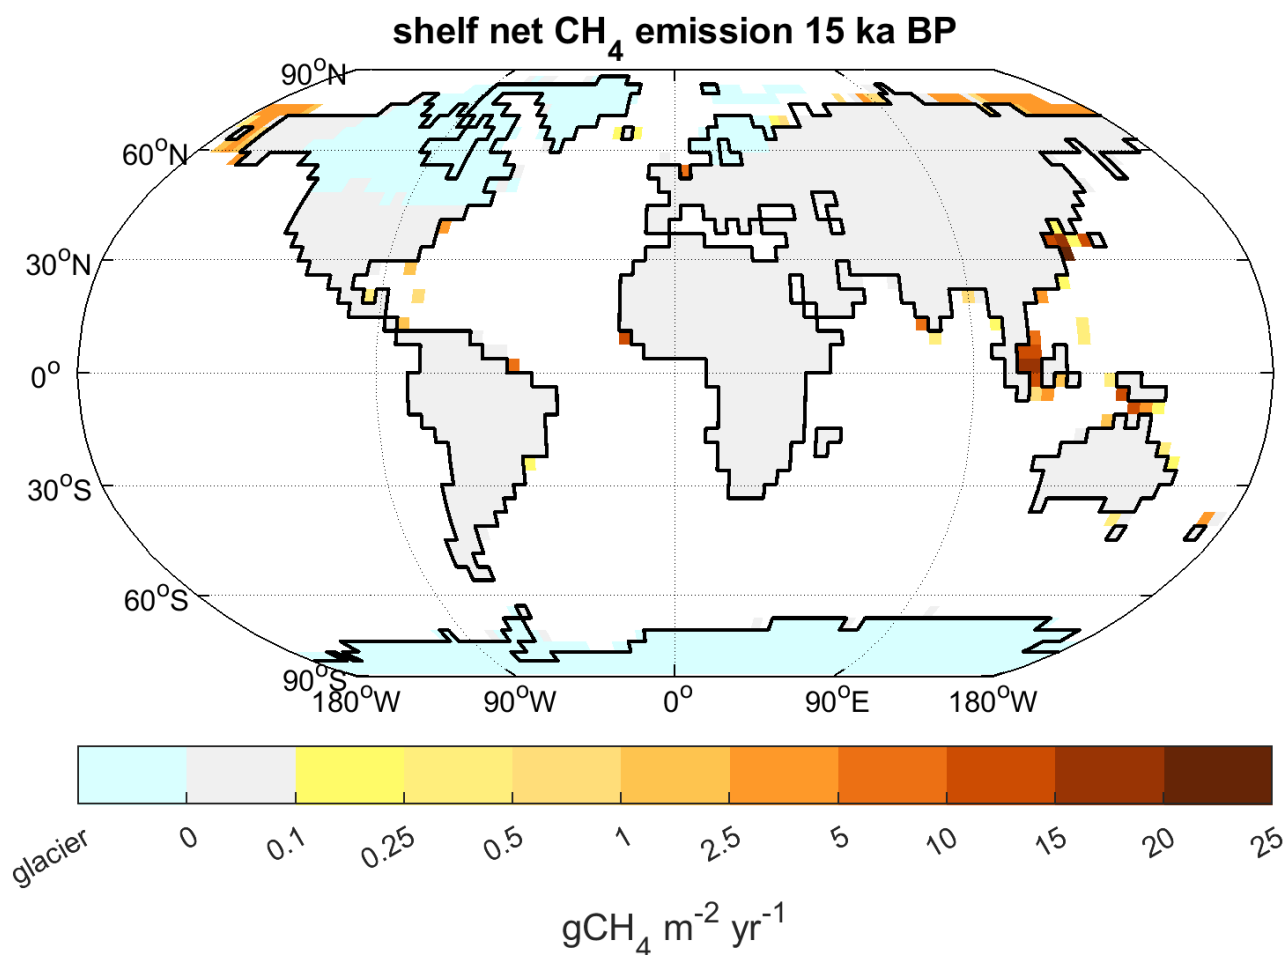 shelf net CH₄ emission 15 ka BP
90°N
60°N
30°N
0°
30°S
60°S
90°S
180°W 90°W 0° 90°E 180°W
glacier 0 0.1 0.25 0.5 1 2.5 5 10 15 20 25
gCH₄ m⁻² yr⁻¹